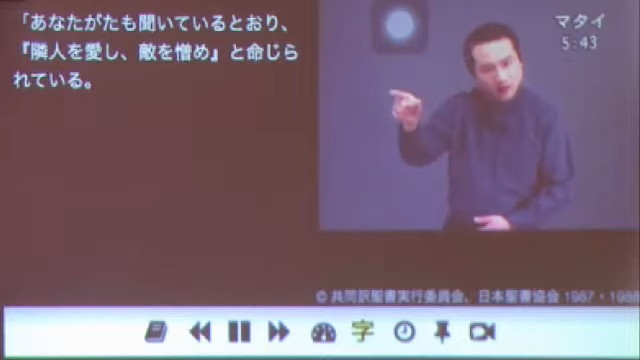 「あなたがたも聞いているとおり、
『隣人を愛し、敵を憎め』と命じら
れている。
マタイ
5:43
© 共同訳聖書実行委員会、日本聖書協会 1987・1988
字